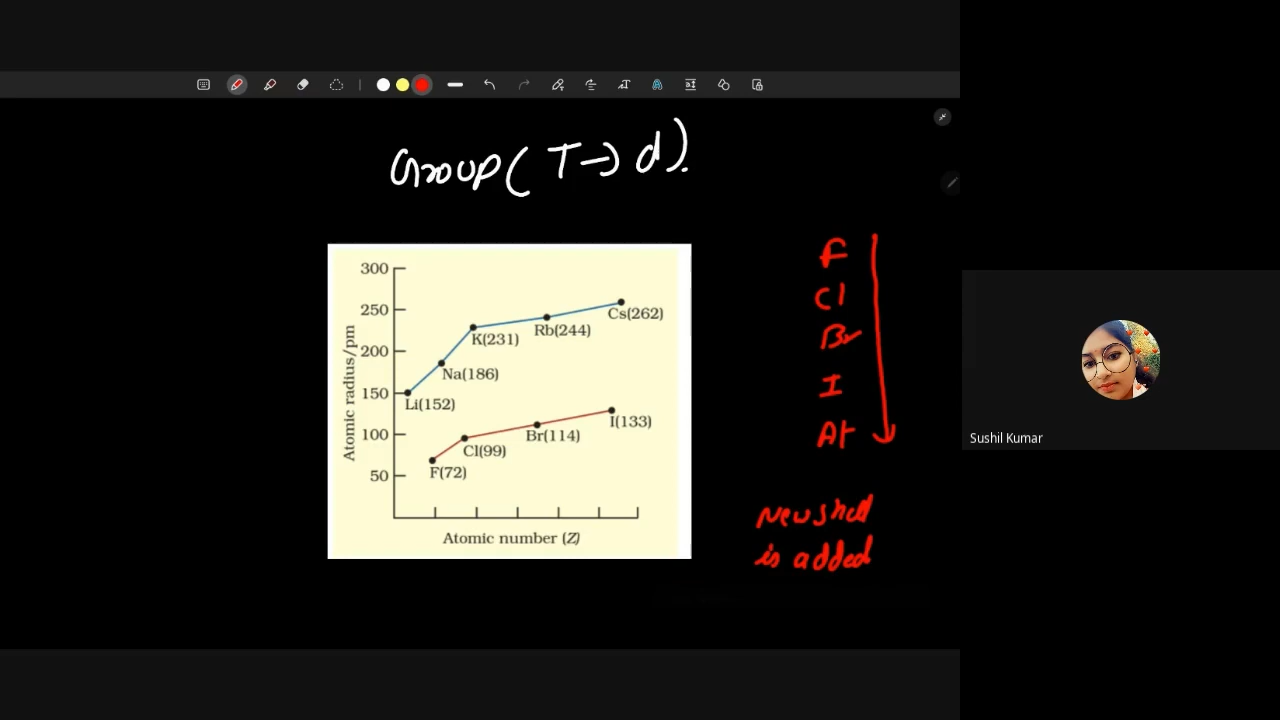 Group( T→ d).
300
250
200
150
100
50
Atomic radius/pm
Li(152)
Na(186)
K(231)
Rb(244)
Cs(262)
F(72)
Cl(99)
Br(114)
I(133)
Atomic number (Z)
F
Cl
Br
I
At
New shell
is added
Sushil Kumar